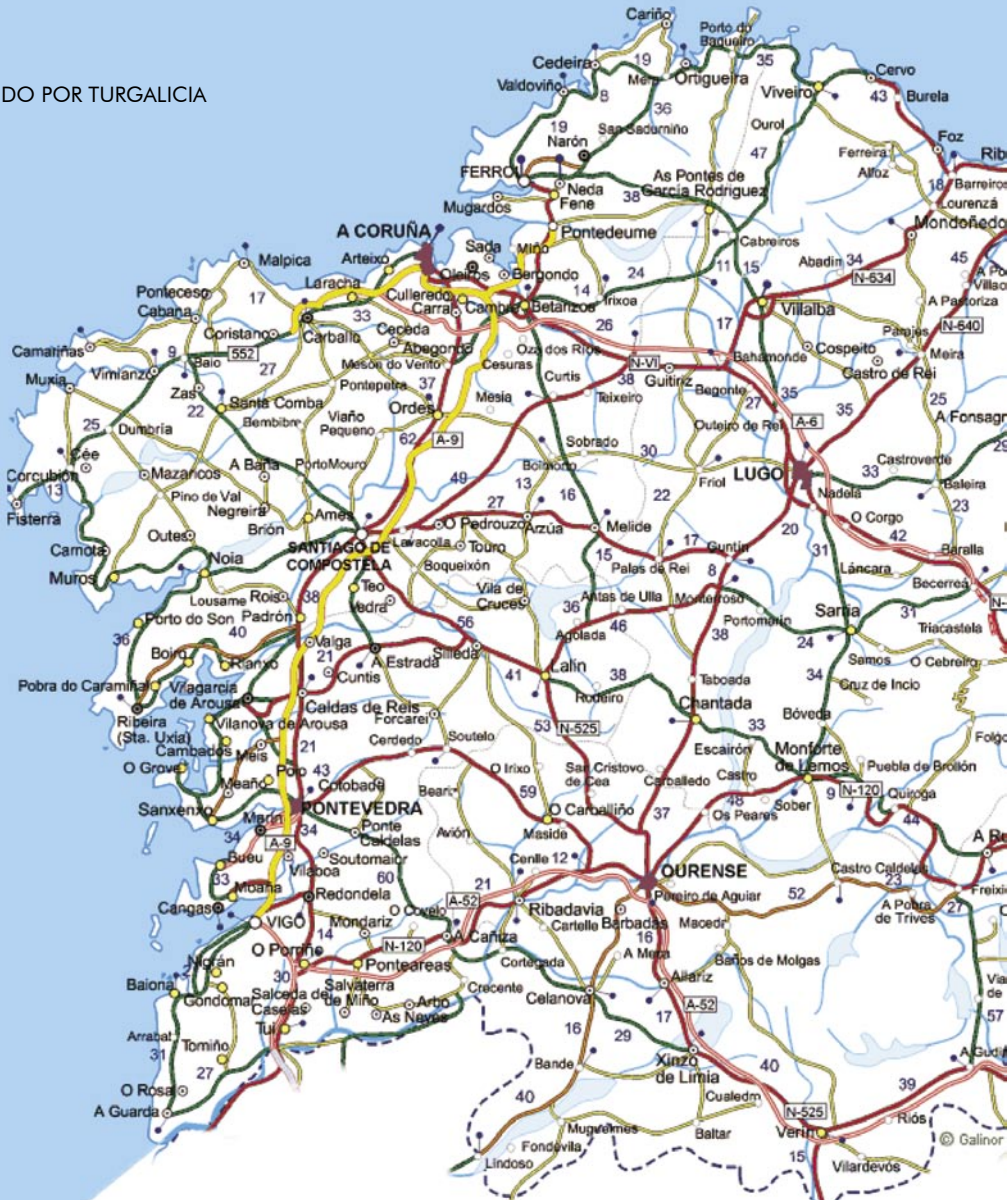 Cariño
Porto do
Baqueiro
DO POR TURGALICIA
Cedeira
19
35
Mera
Ortigueira
Cervo
Valdoviño
8
Viveiro
43
Burela
36
19
San Sadurniño
Ourol
Narón
47
Foz
Ferreira
FERROL
Alfoz
Neda
As Pontes de
García Rodríguez
18
Barreiros
Fene
38
Mugardos
Lourenzá
Mondoñedo
Pontedeume
A CORUÑA
Sada
Miño
Cabreiros
Arteixo
Malpica
Oleiros
Bergondo
24
11
15
Abadín
34
N-634
45
Laracha
Ponteceso
17
Culleredo
Cambre
Betanzos
14
Irixoa
Villalba
A Pastoriza
Cabana
33
Carral
17
Coristanco
Carballo
26
N-640
Ceceda
Camariñas
552
Abegondo
Oza dos Ríos
N-VI
Bahamonde
Cospeito
Meira
9
Baio
27
Meson do Vento
Cesuras
Guitiriz
Castro de Rei
Vimianzo
Muxia
Curtis
38
Begonte
Zas
Pontepetra
37
Teixeiro
27
35
25
Santa Comba
Mesia
35
22
Ordes
Outeiro de Rei
A-6
A Fonsag
Bembibre
Viaño
Pequeno
25
Dumbría
62
A-9
29
Sobrado
Cée
30
LUGO
33
Castroverde
Corcubión
A Baña
PortoMouro
Boimorto
Mazaricos
49
Friol
Baleira
13
Pino de Val
13
16
22
Nadela
23
Negreira
27
Fisterra
Ames
Brión
O Pedrouzo
Arzúa
Melide
20
O Corgo
Outes
SANTIAGO DE
COMPOSTELA
Lavacolla
Touro
17
Guntín
31
42
Baralla
Carnota
Noia
15
Láncara
Boqueixón
Palas de Rei
8
Muros
Teo
Becerreá
Lousame
Rois
38
Vila de
Cruces
Vedra
36
Antas de Ulla
Monterroso
Sarria
31
Porto do Son
Padrón
Portomarín
36
40
56
Agolada
46
24
Triacastela
Boiro
Valga
38
Rianxo
21
A Estrada
Silleda
Samos
O Cebreiro
Pobra do Caramiñal
Cuntis
41
Lalín
38
Taboada
34
Vilagarcía
de Arousa
Rodeiro
Cruz de Incio
Ribeira
(Sta. Uxia)
Caldas de Reis
Chantada
Vilanova de Arousa
Forcarei
53
N-525
33
Bóveda
Cambados
Meis
21
Cerdedo
Soutelo
Escairón
Monforte
de Lemos
O Grove
43
Poio
O Irixo
San Cristovo
de Cea
Puebla de Brollón
Meaño
Cotobade
Carballedo
Castro
Beariz
59
9
N-120
Quiroga
Sanxenxo
PONTEVEDRA
48
Sober
Marín
O Carballiño
Os Peares
44
34
34
Ponte
Caldelas
Avión
Maside
37
A-9
Bueu
Soutomaior
Cenlle
12
OURENSE
Castro Caldelas
Vilaboa
33
Moaña
60
21
Pereiro de Aguiar
23
Freixi
Redondela
A-52
52
A Pobra
de Trives
Cangas
O Covelo
Ribadavia
27
VIGO
Mondariz
Barbadás
14
Cartelle
16
N-120
A Cañiza
O Porriño
A Mera
Nigrán
Ponteareas
Cortegada
Baños de Molgas
30
Baiona
Crecente
Allariz
Gondomar
Salceda de
Caselas
Salvaterra
de Miño
Arbo
Celanova
As Neves
A-52
17
57
Arrabal
Tui
16
29
31
Tomiño
Xinzo
de Limia
27
Bande
40
O Rosal
39
A Guarda
Cualedro
40
N-525
Muguelmes
Riós
Baltar
Verín
© Galinor
Fondevila
15
Lindoso
Vilardevós